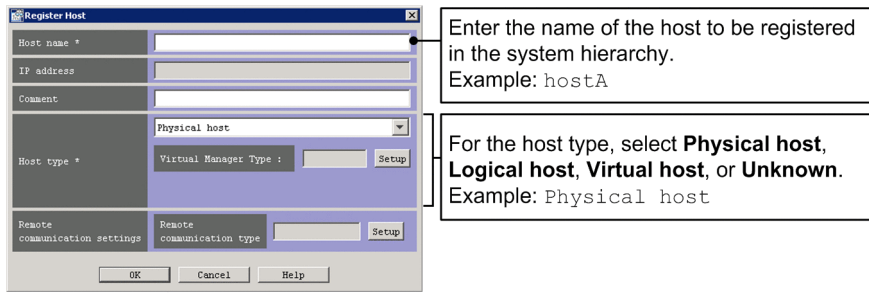 Register Host
Host name *
IP address
Comment
Host type *
Physical host
Virtual Manager Type :
Setup
Remote
communication settings
Remote
communication type
Setup
OK
Cancel
Help
Enter the name of the host to be registered
in the system hierarchy.
Example: hostA
For the host type, select Physical host,
Logical host, Virtual host, or Unknown.
Example: Physical host